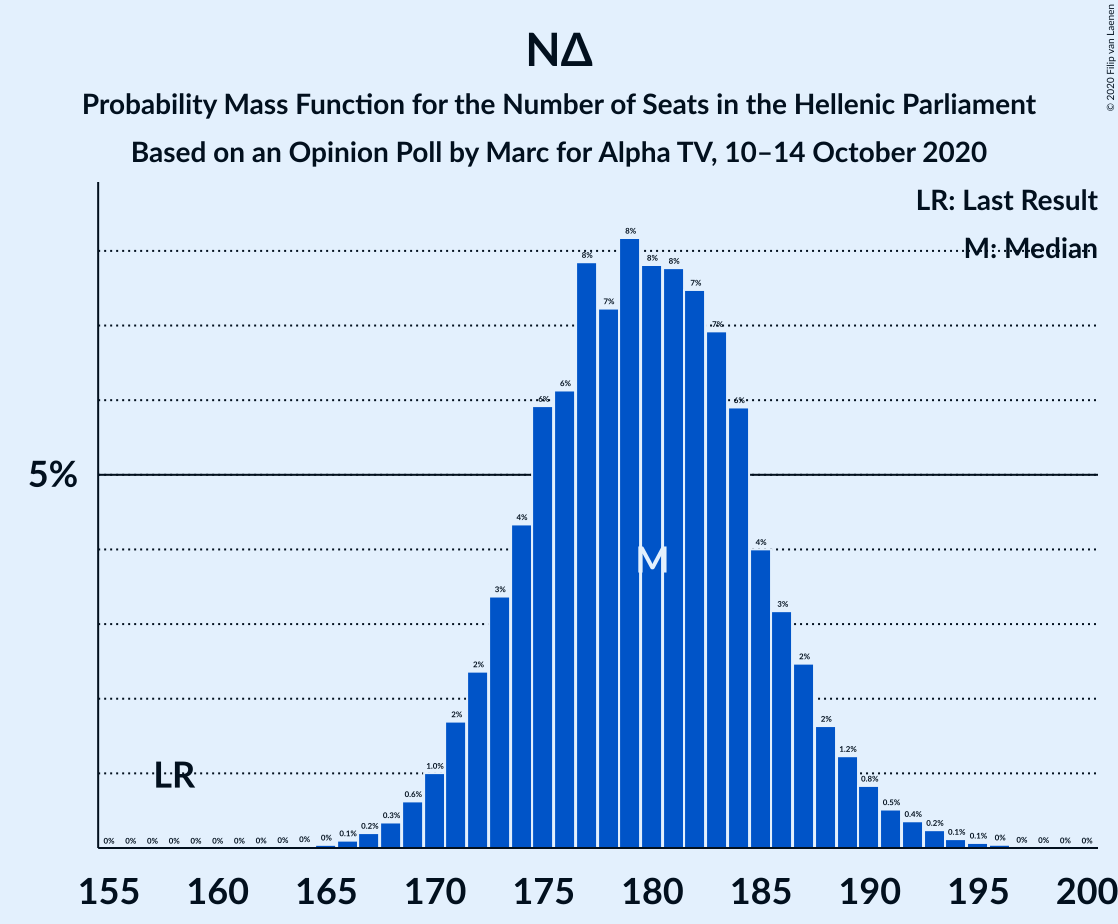 © 2020 Filip van Laenen
ΝΔ
Probability Mass Function for the Number of Seats in the Hellenic Parliament
Based on an Opinion Poll by Marc for Alpha TV, 10–14 October 2020
LR: Last Result
M: Median
5%
LR
M
0% 0% 0% 0% 0% 0% 0% 0% 0% 0% 0% 0.1% 0.2% 0.3% 0.6% 1.0% 2% 2% 3% 4% 6% 6% 8% 7% 8% 8% 8% 7% 7% 6% 4% 3% 2% 2% 1.2% 0.8% 0.5% 0.4% 0.2% 0.1% 0.1% 0% 0% 0% 0% 0%
155 160 165 170 175 180 185 190 195 200